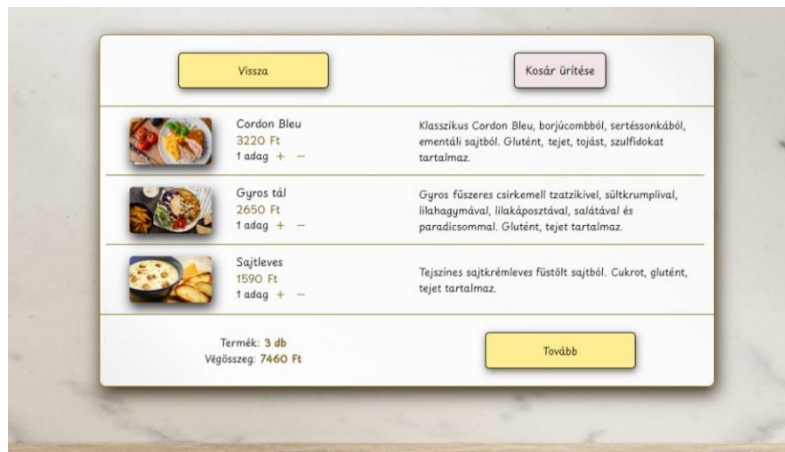 Vissza
Kosár ürítése
Cordon Bleu
3220 Ft
1 adag + −
Klasszikus Cordon Bleu, borjúcombból, sertéssonkából,
ementáli sajtból. Glutént, tejet, tojást, szulfidokat
tartalmaz.
Gyros tál
2650 Ft
1 adag + −
Gyros fűszeres csirkemell tzatzikivel, sültkrumplival,
lilahagymával, lilakáposztával, salátával és
paradicsommal. Glutént, tejet tartalmaz.
Sajtleves
1590 Ft
1 adag + −
Tejszínes sajtkrémleves füstölt sajtból. Cukrot, glutént,
tejet tartalmaz.
Termék: 3 db
Végösszeg: 7460 Ft
Tovább